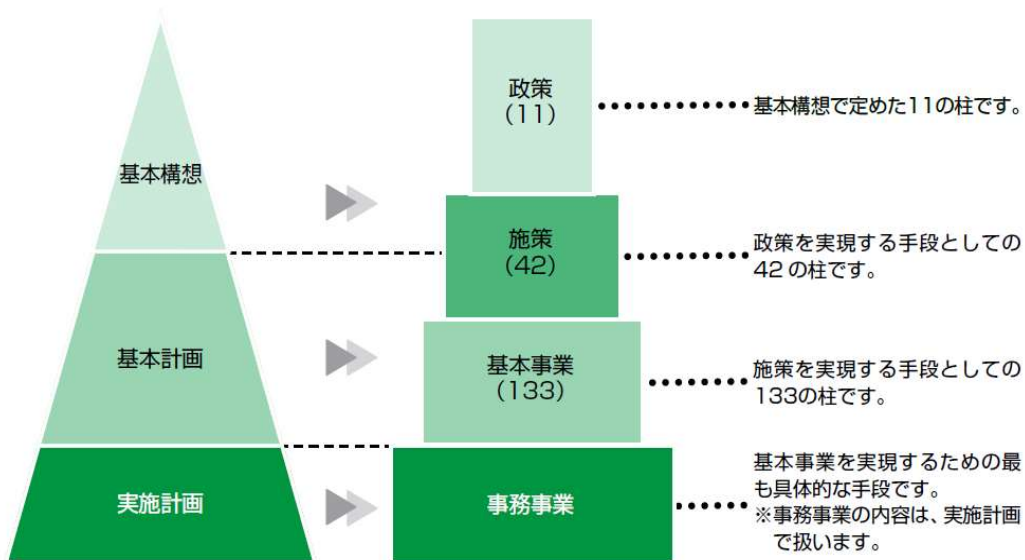 基本構想
基本計画
実施計画
政策
(11)
施策
(42)
基本事業
(133)
事務事業
基本構想で定めた11の柱です。
政策を実現する手段としての
42 の柱です。
施策を実現する手段としての
133の柱です。
基本事業を実現するための最
も具体的な手段です。
※事務事業の内容は、実施計画
で扱います。